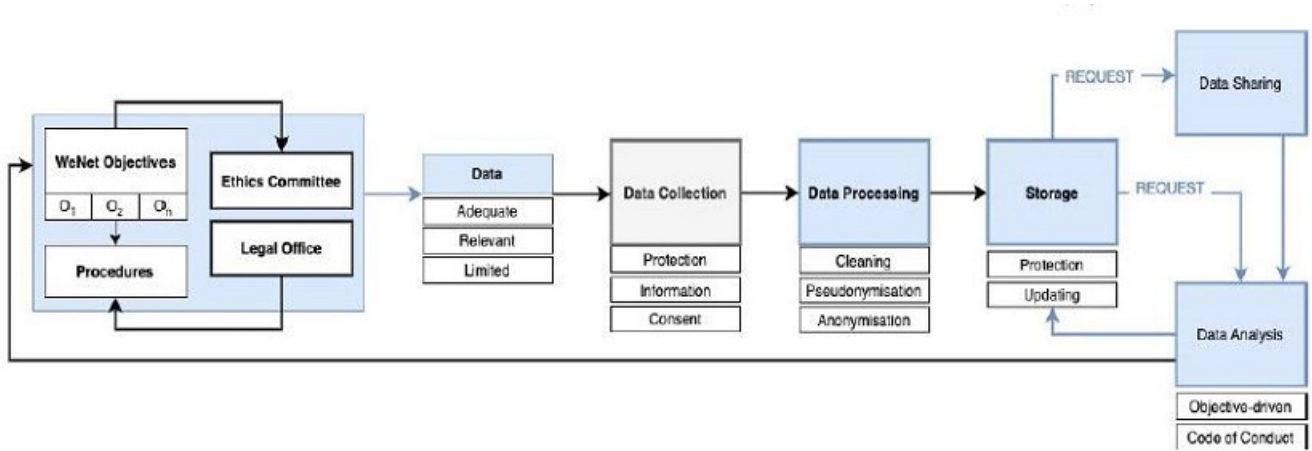 WeNet Objectives
O1 O2 On
Procedures
Ethics Committee
Legal Office
Data
Adequate
Relevant
Limited
Data Collection
Protection
Information
Consent
Data Processing
Cleaning
Pseudonymisation
Anonymisation
Storage
Protection
Updating
REQUEST
REQUEST
Data Sharing
Data Analysis
Objective-driven
Code of Conduct